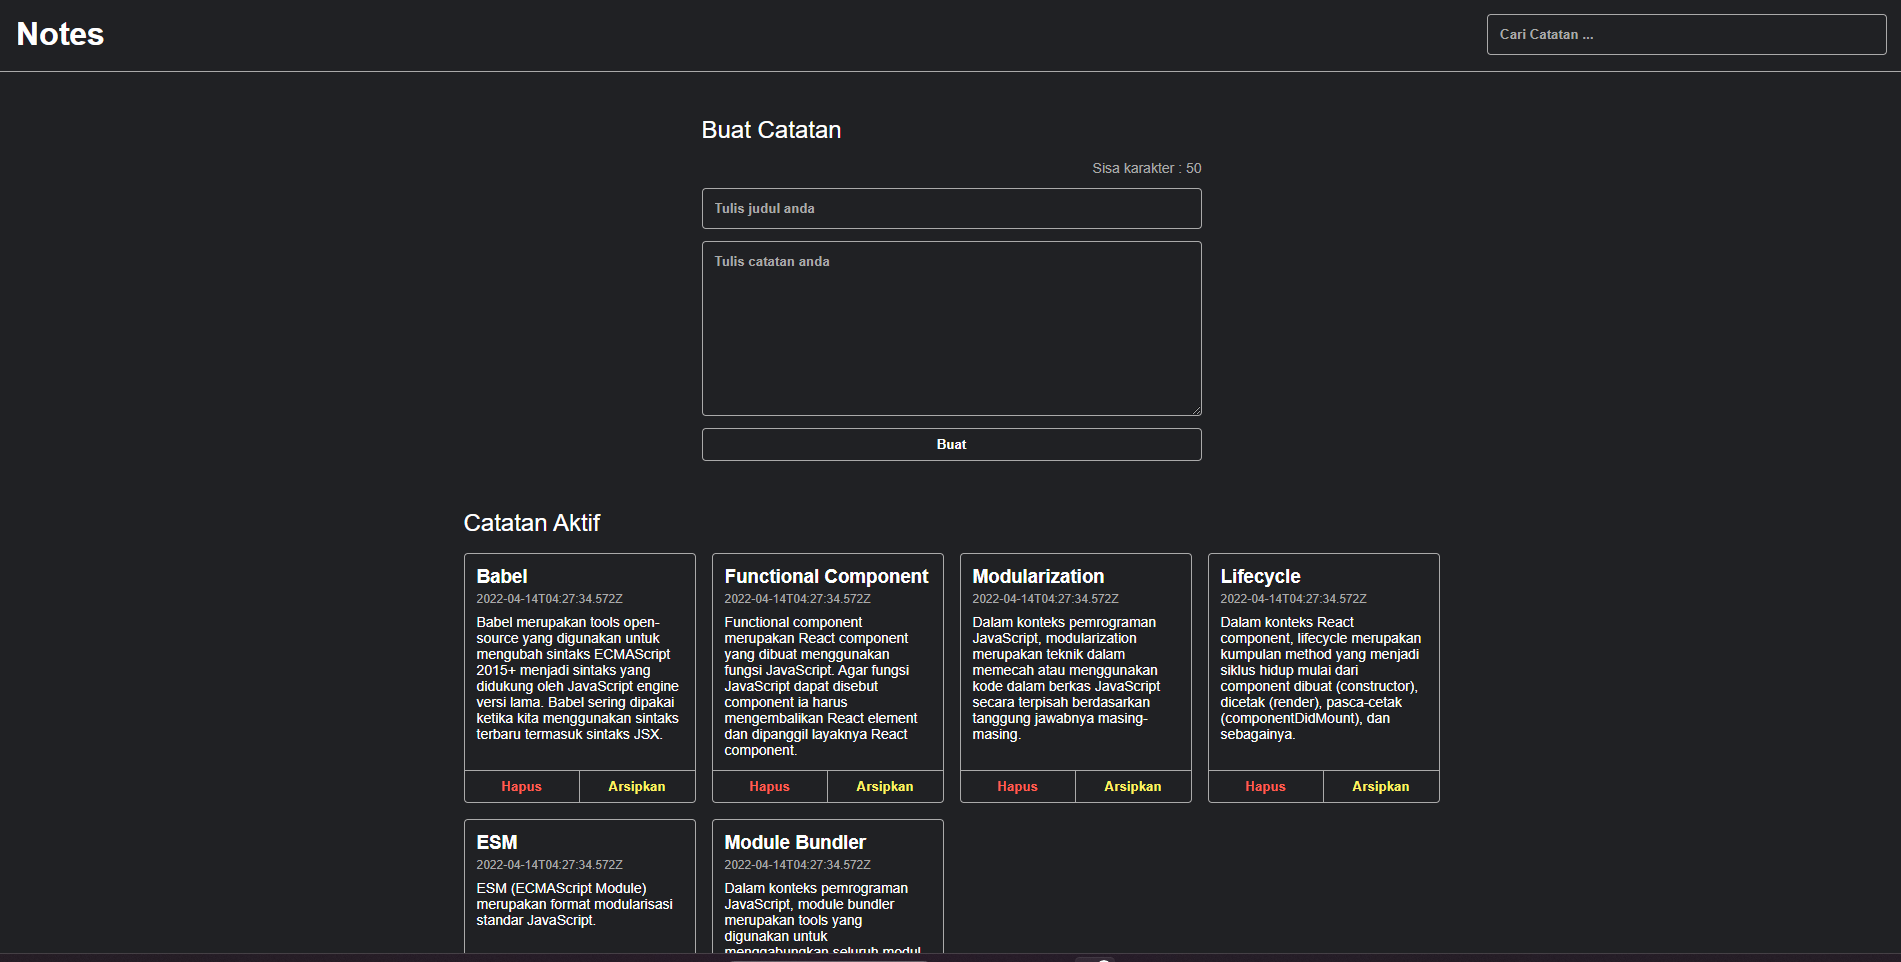 Notes
Cari Catatan ...
Buat Catatan
Sisa karakter : 50
Tulis judul anda
Tulis catatan anda
Buat
Catatan Aktif
Babel
2022-04-14T04:27:34.572Z
Babel merupakan tools open-
source yang digunakan untuk
mengubah sintaks ECMAScript
2015+ menjadi sintaks yang
didukung oleh JavaScript engine
versi lama. Babel sering dipakai
ketika kita menggunakan sintaks
terbaru termasuk sintaks JSX.
Hapus
Arsipkan
Functional Component
2022-04-14T04:27:34.572Z
Functional component
merupakan React component
yang dibuat menggunakan
fungsi JavaScript. Agar fungsi
JavaScript dapat disebut
component ia harus
mengembalikan React element
dan dipanggil layaknya React
component.
Hapus
Arsipkan
Modularization
2022-04-14T04:27:34.572Z
Dalam konteks pemrograman
JavaScript, modularization
merupakan teknik dalam
memecah atau menggunakan
kode dalam berkas JavaScript
secara terpisah berdasarkan
tanggung jawabnya masing-
masing.
Hapus
Arsipkan
Lifecycle
2022-04-14T04:27:34.572Z
Dalam konteks React
component, lifecycle merupakan
kumpulan method yang menjadi
siklus hidup mulai dari
component dibuat (constructor),
dicetak (render), pasca-cetak
(componentDidMount), dan
sebagainya.
Hapus
Arsipkan
ESM
2022-04-14T04:27:34.572Z
ESM (ECMAScript Module)
merupakan format modularisasi
standar JavaScript.
Module Bundler
2022-04-14T04:27:34.572Z
Dalam konteks pemrograman
JavaScript, module bundler
merupakan tools yang
digunakan untuk
menggabungkan seluruh modul